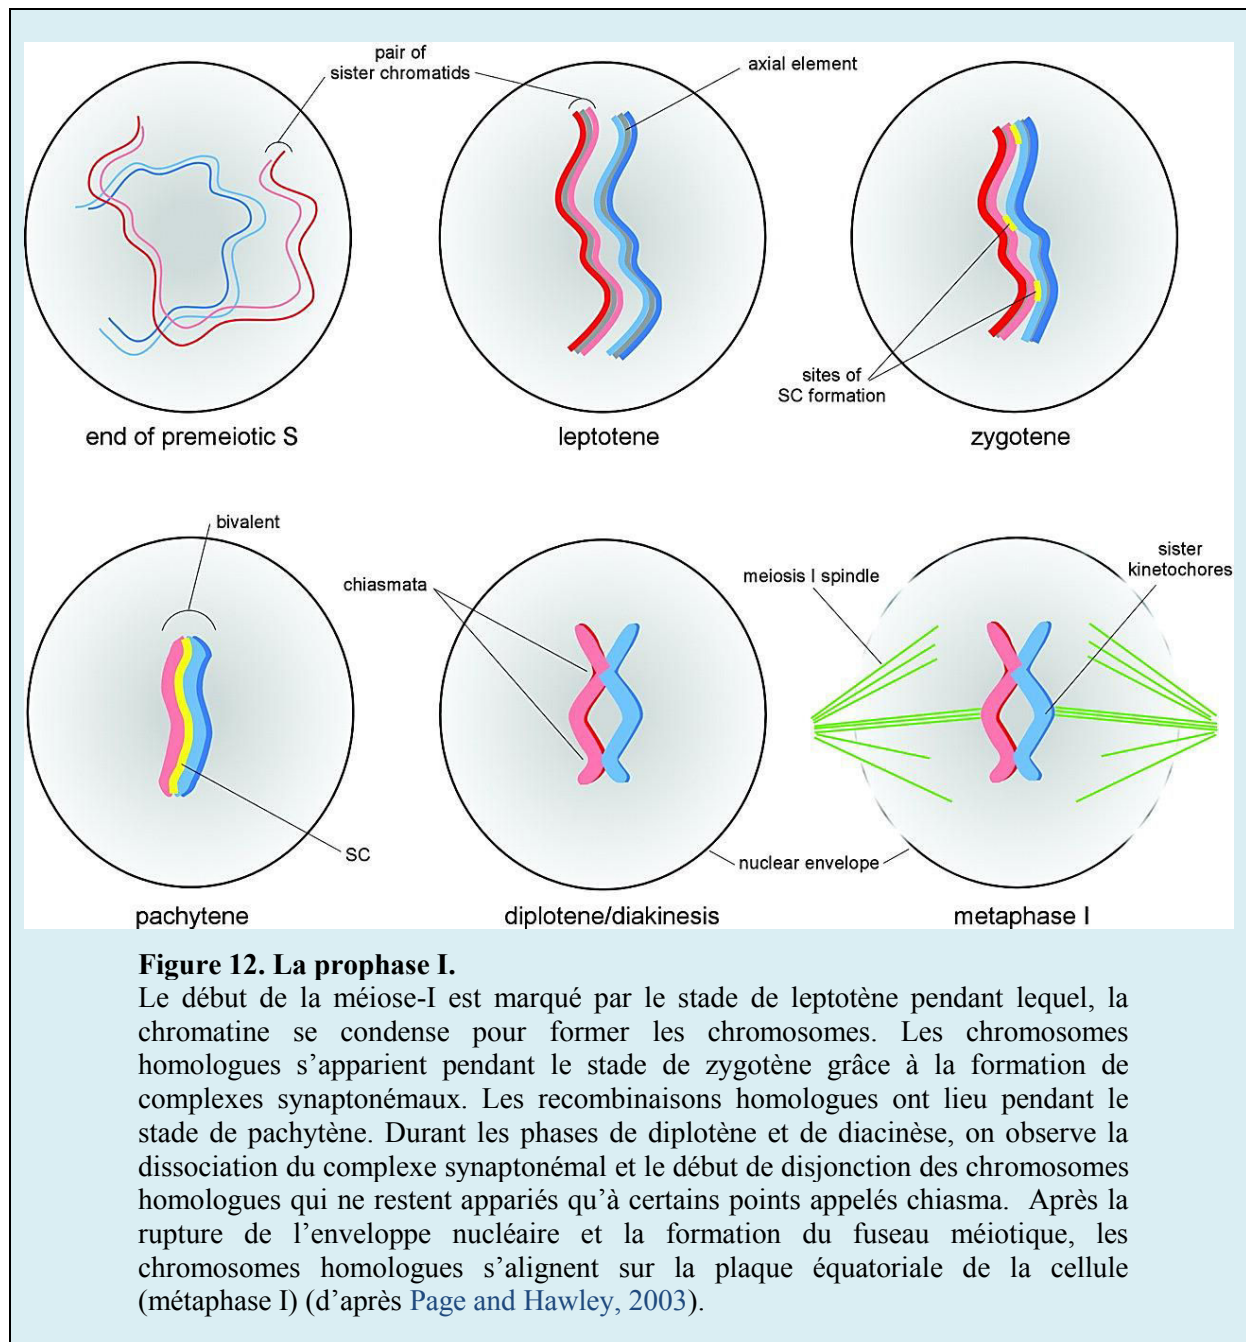 pair of
sister chromatids
axial element
sites of
SC formation
end of premeiotic S
leptotene
zygotene
bivalent
chiasmata
meiosis I spindle
sister
kinetochores
SC
nuclear envelope
pachytene
diplotene/diakinesis
metaphase I
Figure 12. La prophase I.
Le début de la méiose-I est marqué par le stade de leptotène pendant lequel, la
chromatine se condense pour former les chromosomes. Les chromosomes
homologues s’apparient pendant le stade de zygotène grâce à la formation de
complexes synaptonémaux. Les recombinaisons homologues ont lieu pendant le
stade de pachytène. Durant les phases de diplotène et de diacinèse, on observe la
dissociation du complexe synaptonémal et le début de disjonction des chromosomes
homologues qui ne restent appariés qu’à certains points appelés chiasma. Après la
rupture de l’enveloppe nucléaire et la formation du fuseau méiotique, les
chromosomes homologues s’alignent sur la plaque équatoriale de la cellule
(métaphase I) (d’après Page and Hawley, 2003).